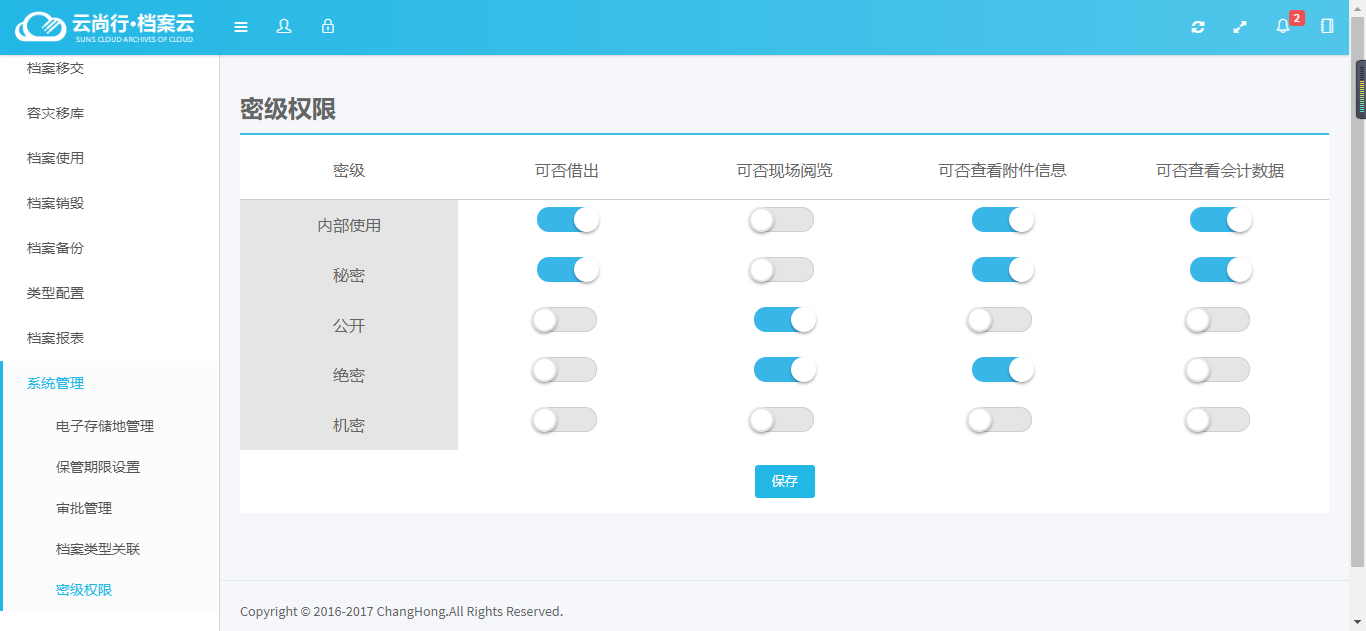 云尚行·档案云
SUNS CLOUD-ARCHIVES OF CLOUD
2
档案移交
容灾移库
档案使用
档案销毁
档案备份
类型配置
档案报表
系统管理
电子存储地管理
保管期限设置
审批管理
档案类型关联
密级权限
密级权限
密级 可否借出 可否现场阅览 可否查看附件信息 可否查看会计数据
内部使用
秘密
公开
绝密
机密
保存
Copyright © 2016-2017 ChangHong.All Rights Reserved.